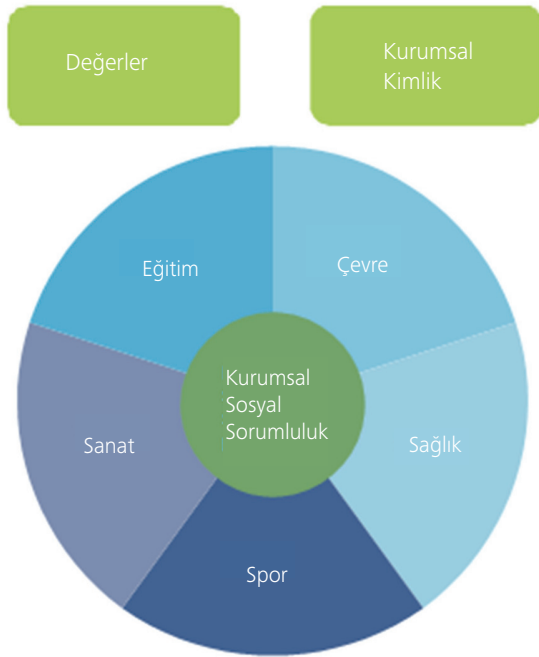 Değerler
Kurumsal
Kimlik
Eğitim
Çevre
Kurumsal
Sosyal
Sorumluluk
Sanat
Sağlık
Spor